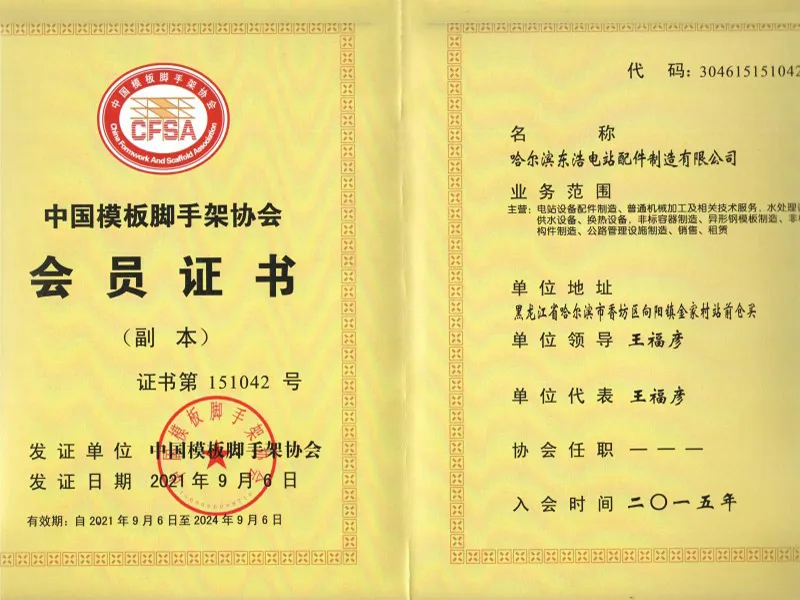 中国模板脚手架协会
CFSA
China Formwork And Scaffold Association
中国模板脚手架协会
会员证书
（副 本）
证书第 151042 号
发证单位 中国模板脚手架协会
发证日期 2021 年 9 月 6 日
有效期：自 2021 年 9 月 6 日至 2024 年 9 月 6 日
代 码：304615151042
名 称
哈尔滨东浩电站配件制造有限公司
业务范围
主营：电站设备配件制造、普通机械加工及相关技术服务，水处理
供水设备、换热设备，非标容器制造、异形钢模板制造、非
构件制造、公路管理设施制造、销售、租赁
单位地址
黑龙江省哈尔滨市香坊区向阳镇金家村站前仓买
单位领导 王福彦
单位代表 王福彦
协会任职 — — —
入会时间 二〇一五年